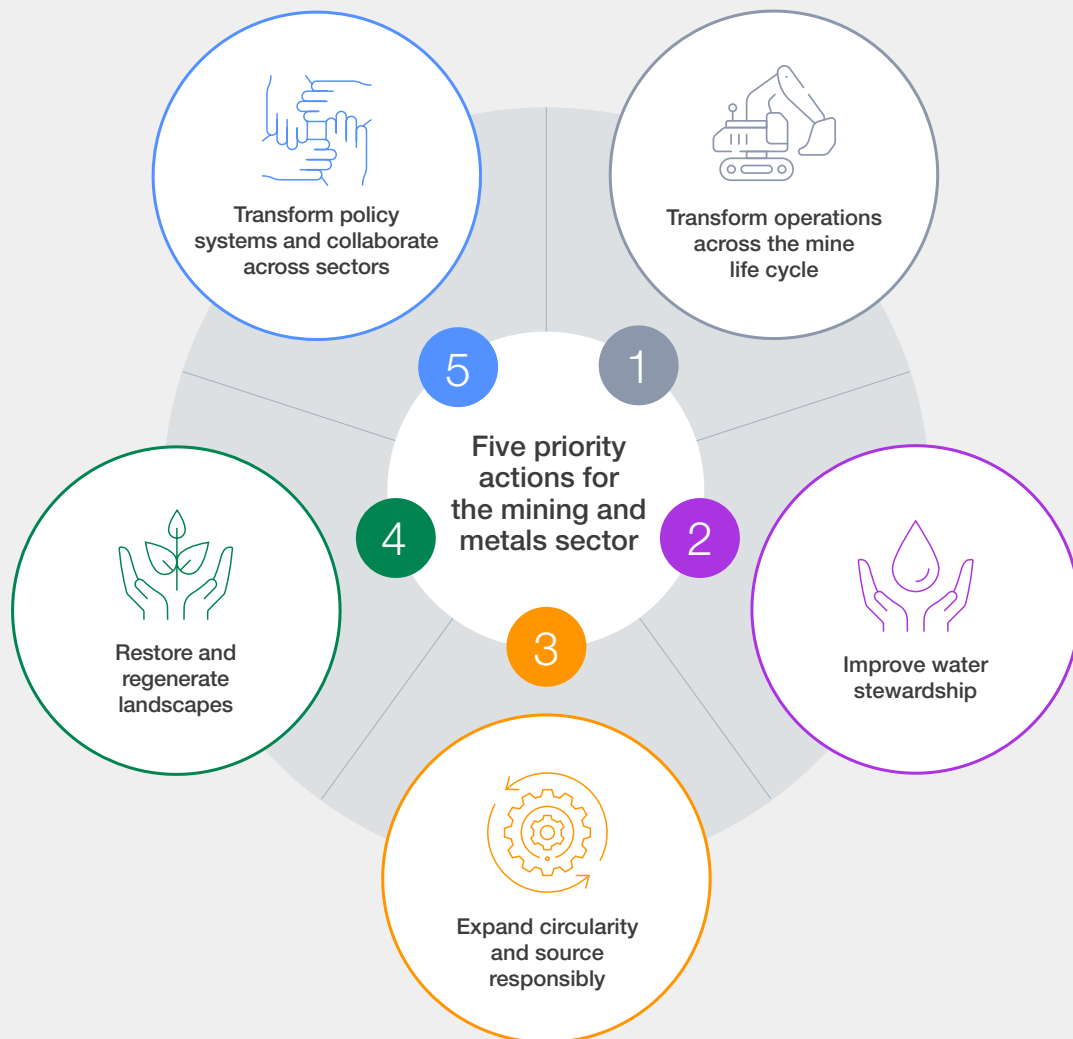 Five priority
actions for
the mining and
metals sector
1
Transform operations
across the mine
life cycle
2
Improve water
stewardship
3
Expand circularity
and source
responsibly
4
Restore and
regenerate
landscapes
5
Transform policy
systems and collaborate
across sectors